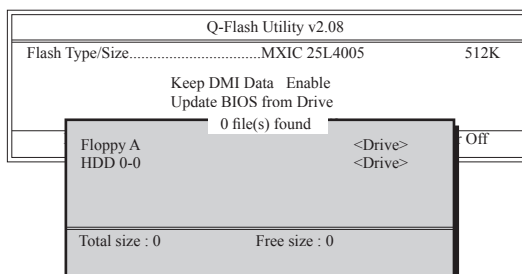 Q-Flash Utility v2.08
Flash Type/Size.................................MXIC 25L4005 512K
Keep DMI Data Enable
Update BIOS from Drive
0 file(s) found
Floppy A <Drive>
HDD 0-0 <Drive>
Off
Total size : 0 Free size : 0